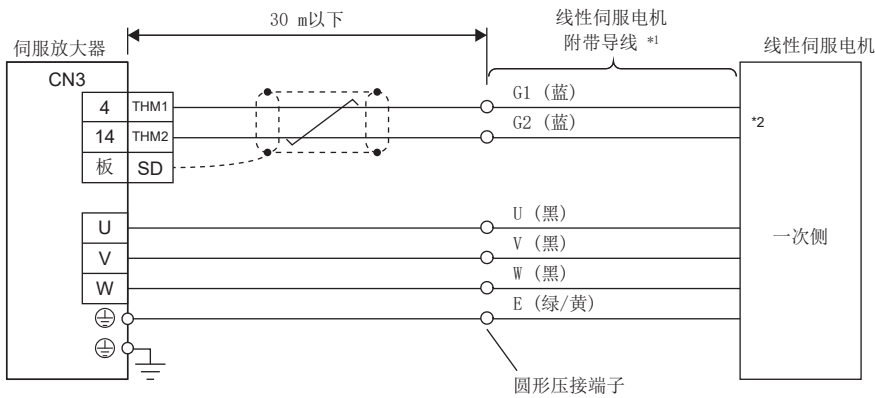 30 m以下
线性伺服电机
附带导线 *1
伺服放大器
线性伺服电机
CN3
4 THM1
G1 (蓝)
14 THM2
G2 (蓝)
*2
板 SD
U
U (黑)
一次侧
V
V (黑)
W
W (黑)
E (绿/黄)
圆形压接端子